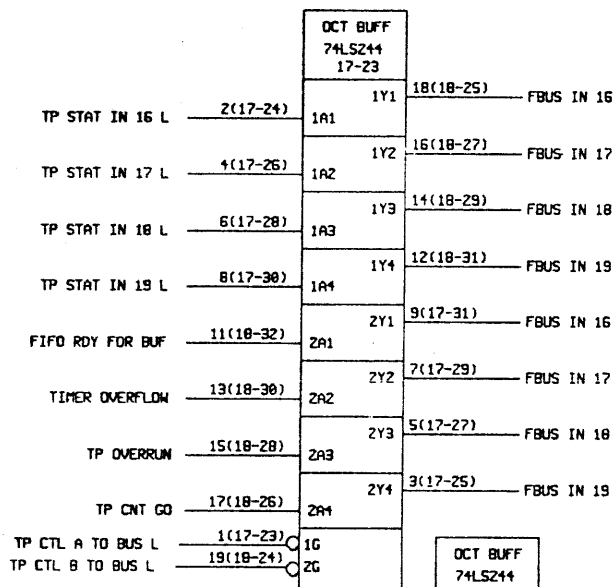 OCT BUFF
74LS244
17-23
1Y1 18(18-25) FBUS IN 16
TP STAT IN 16 L 2(17-24) 1A1
1Y2 16(18-27) FBUS IN 17
TP STAT IN 17 L 4(17-26) 1A2
1Y3 14(18-29) FBUS IN 18
TP STAT IN 18 L 6(17-28) 1A3
1Y4 12(18-31) FBUS IN 19
TP STAT IN 19 L 8(17-30) 1A4
2Y1 9(17-31) FBUS IN 16
FIFO RDY FOR BUF 11(18-32) 2A1
2Y2 7(17-29) FBUS IN 17
TIMER OVERFLOW 13(18-30) 2A2
2Y3 5(17-27) FBUS IN 18
TP OVERRUN 15(18-28) 2A3
2Y4 3(17-25) FBUS IN 19
TP CNT GO 17(18-26) 2A4
TP CTL A TO BUS L 1(17-23) 1G
TP CTL B TO BUS L 19(18-24) 2G
OCT BUFF
74LS244